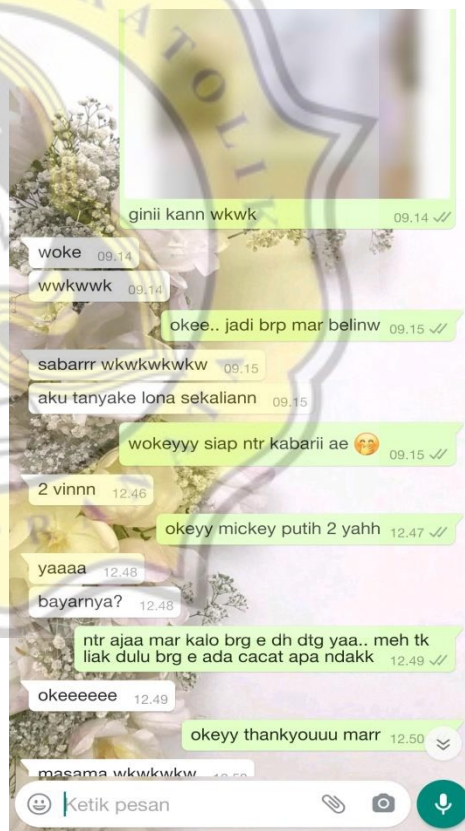 KATOLIK
ginii kann wkwk 09.14
woke 09.14
wwkwwk 09.14
okee.. jadi brp mar belinw 09.15
sabarrr wkwkwkwkw 09.15
aku tanyake lona sekaliann 09.15
wokeyyy siap ntr kabarii ae 🤗 09.15
2 vinnn 12.46
okeyy mickey putih 2 yahh 12.47
yaaaa 12.48
bayarnya? 12.48
ntr ajaa mar kalo brg e dh dtg yaa.. meh tk
liak dulu brg e ada cacat apa ndakk 12.49
okeeeeee 12.49
okeyy thankyouuu marr 12.50
masama wkwkwkw
Ketik pesan